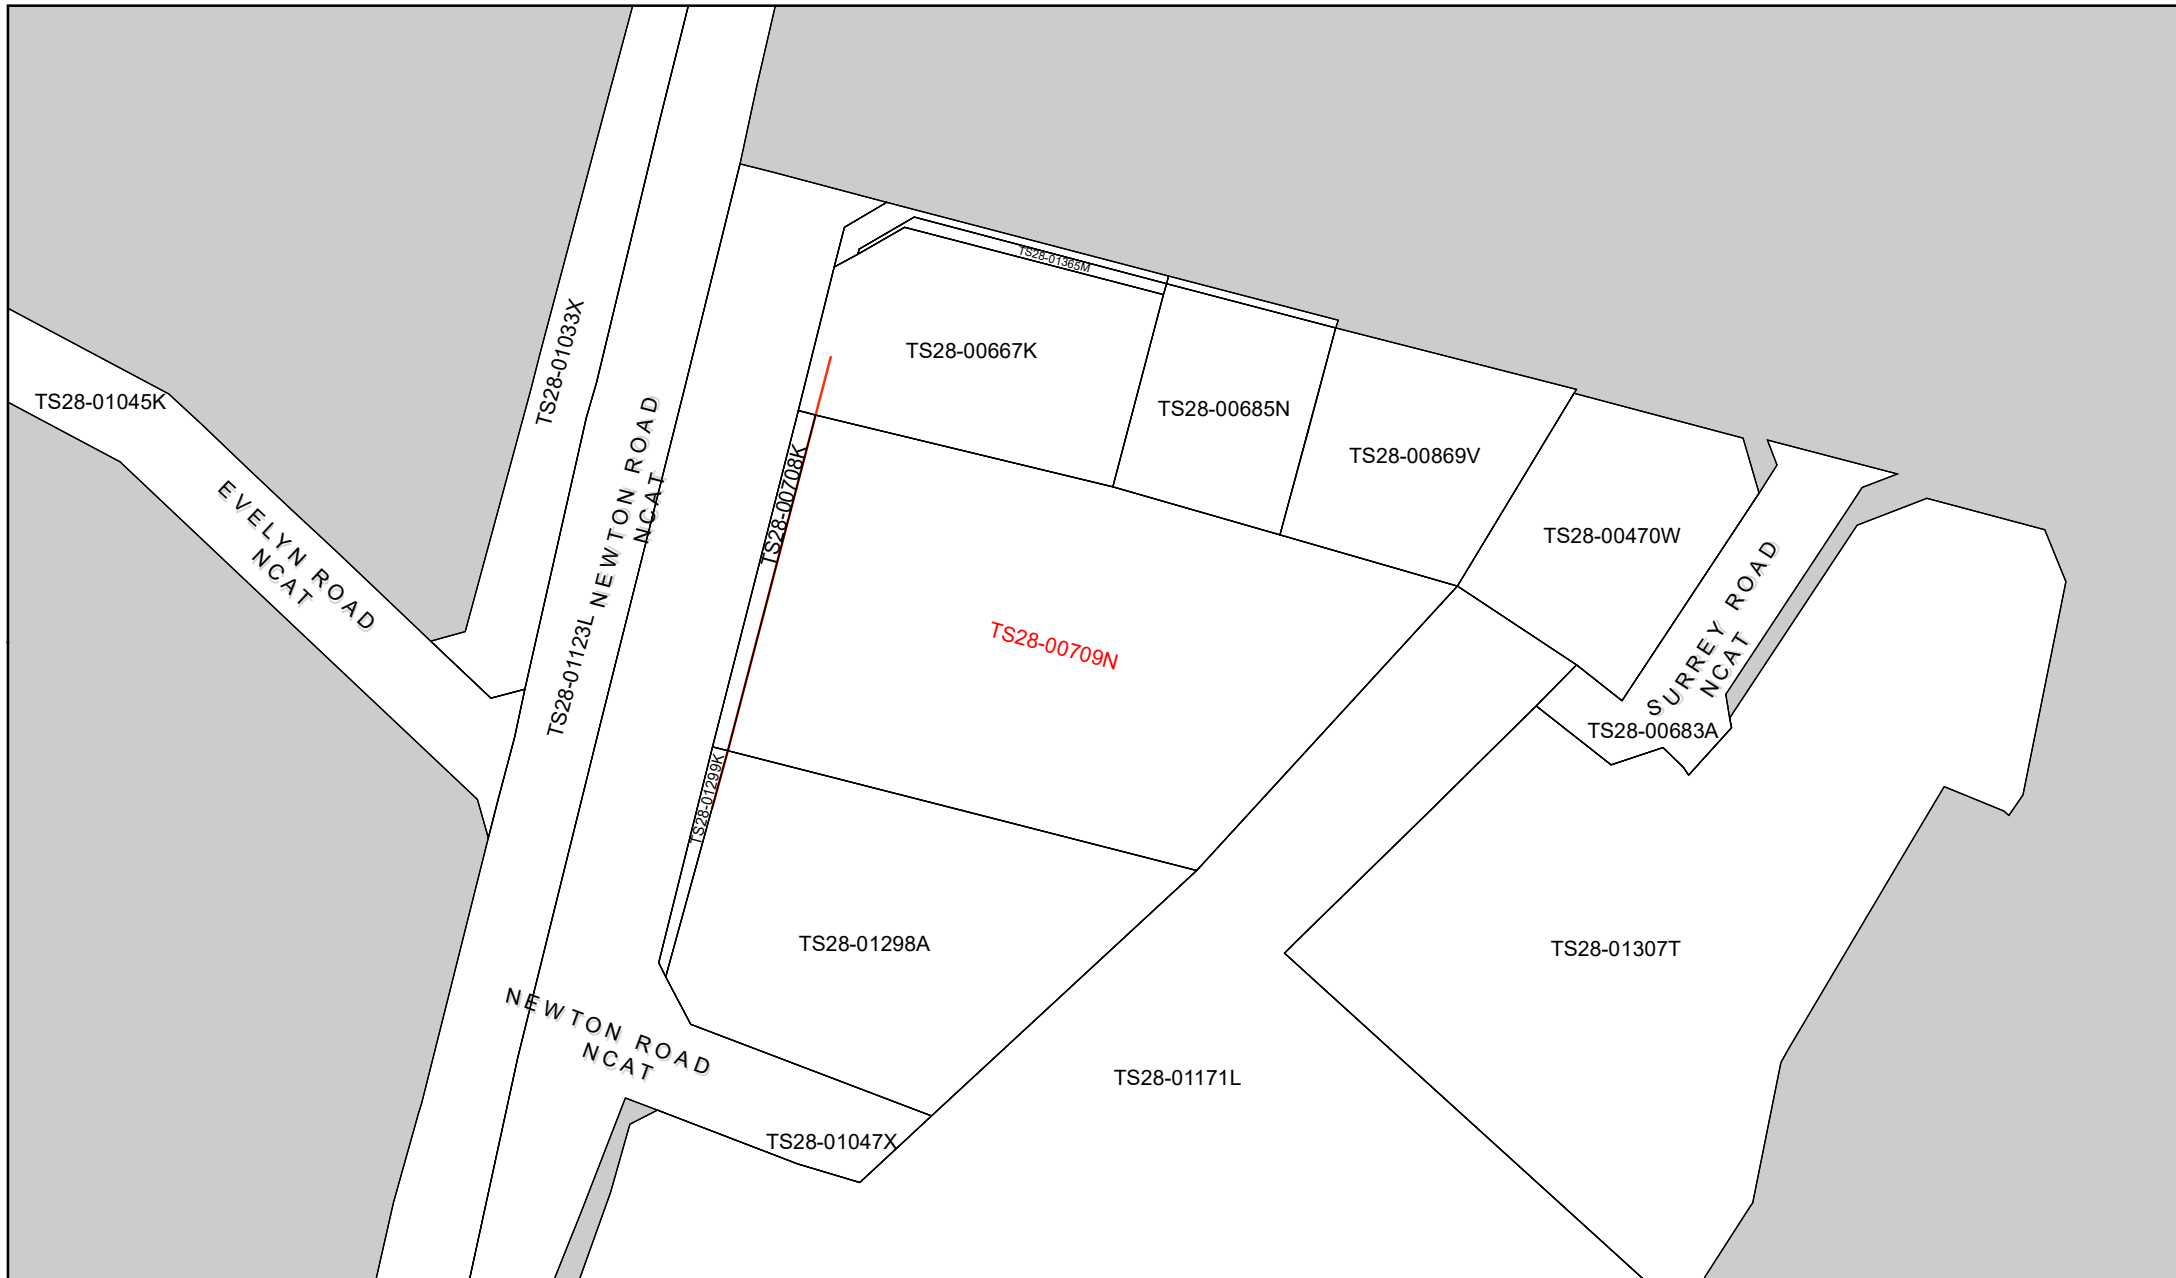 TS28-01365M
TS28-01033X
TS28-00667K
TS28-01045K
TS28-00685N
NEWTON ROAD
NCAT
TS28-00869V
TS28-00708K
EVELYN ROAD
NCAT
TS28-00470W
TS28-01123L
TS28-00709N
SURREY ROAD
NCAT
TS28-00683A
TS28-01299K
TS28-01298A
TS28-01307T
NEWTON ROAD
NCAT
TS28-01171L
TS28-01047X